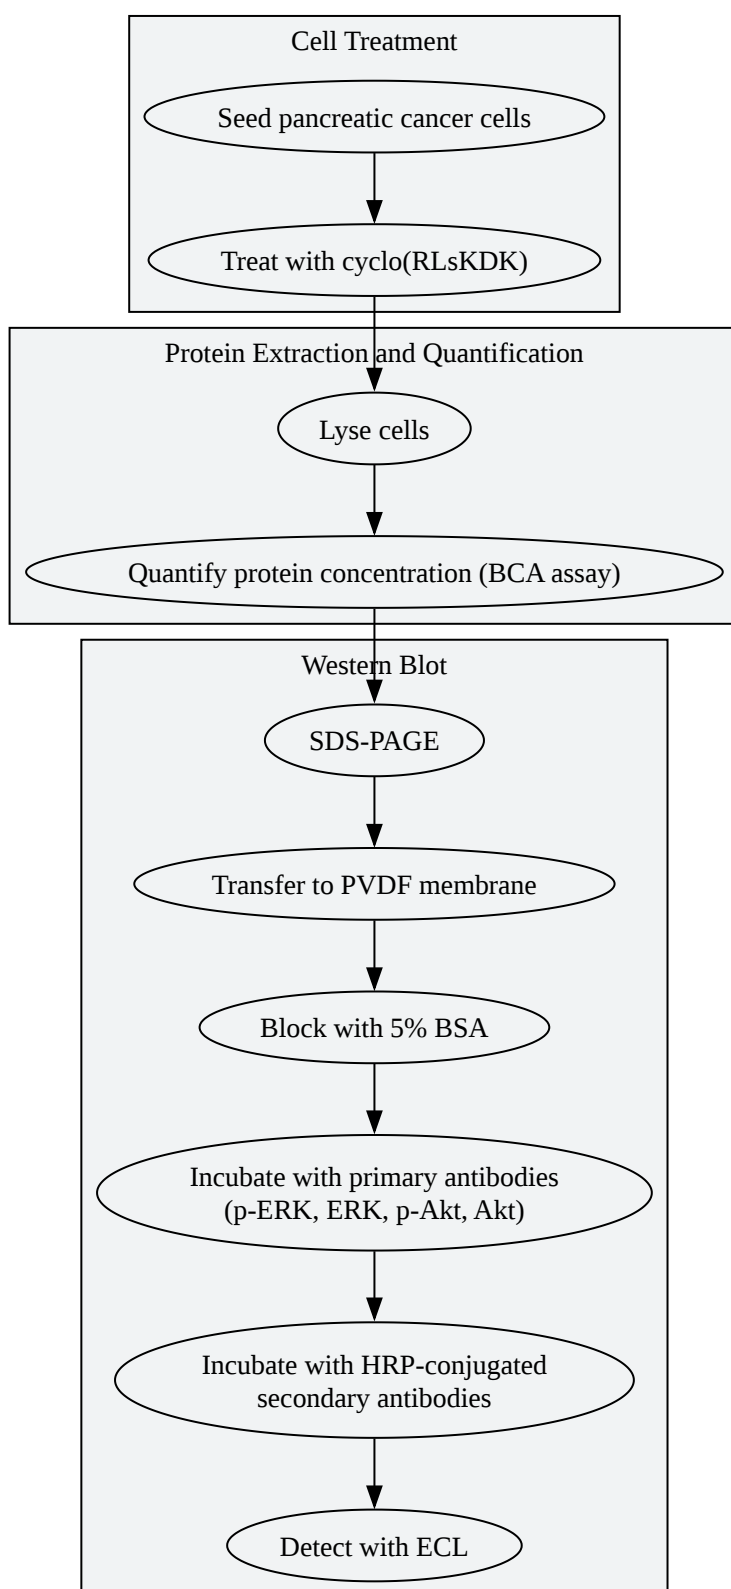 Cell Treatment
Seed pancreatic cancer cells
Treat with cyclo(RLsKDK)
Protein Extraction and Quantification
Lyse cells
Quantify protein concentration (BCA assay)
Western Blot
SDS-PAGE
Transfer to PVDF membrane
Block with 5% BSA
Incubate with primary antibodies
(p-ERK, ERK, p-Akt, Akt)
Incubate with HRP-conjugated
secondary antibodies
Detect with ECL